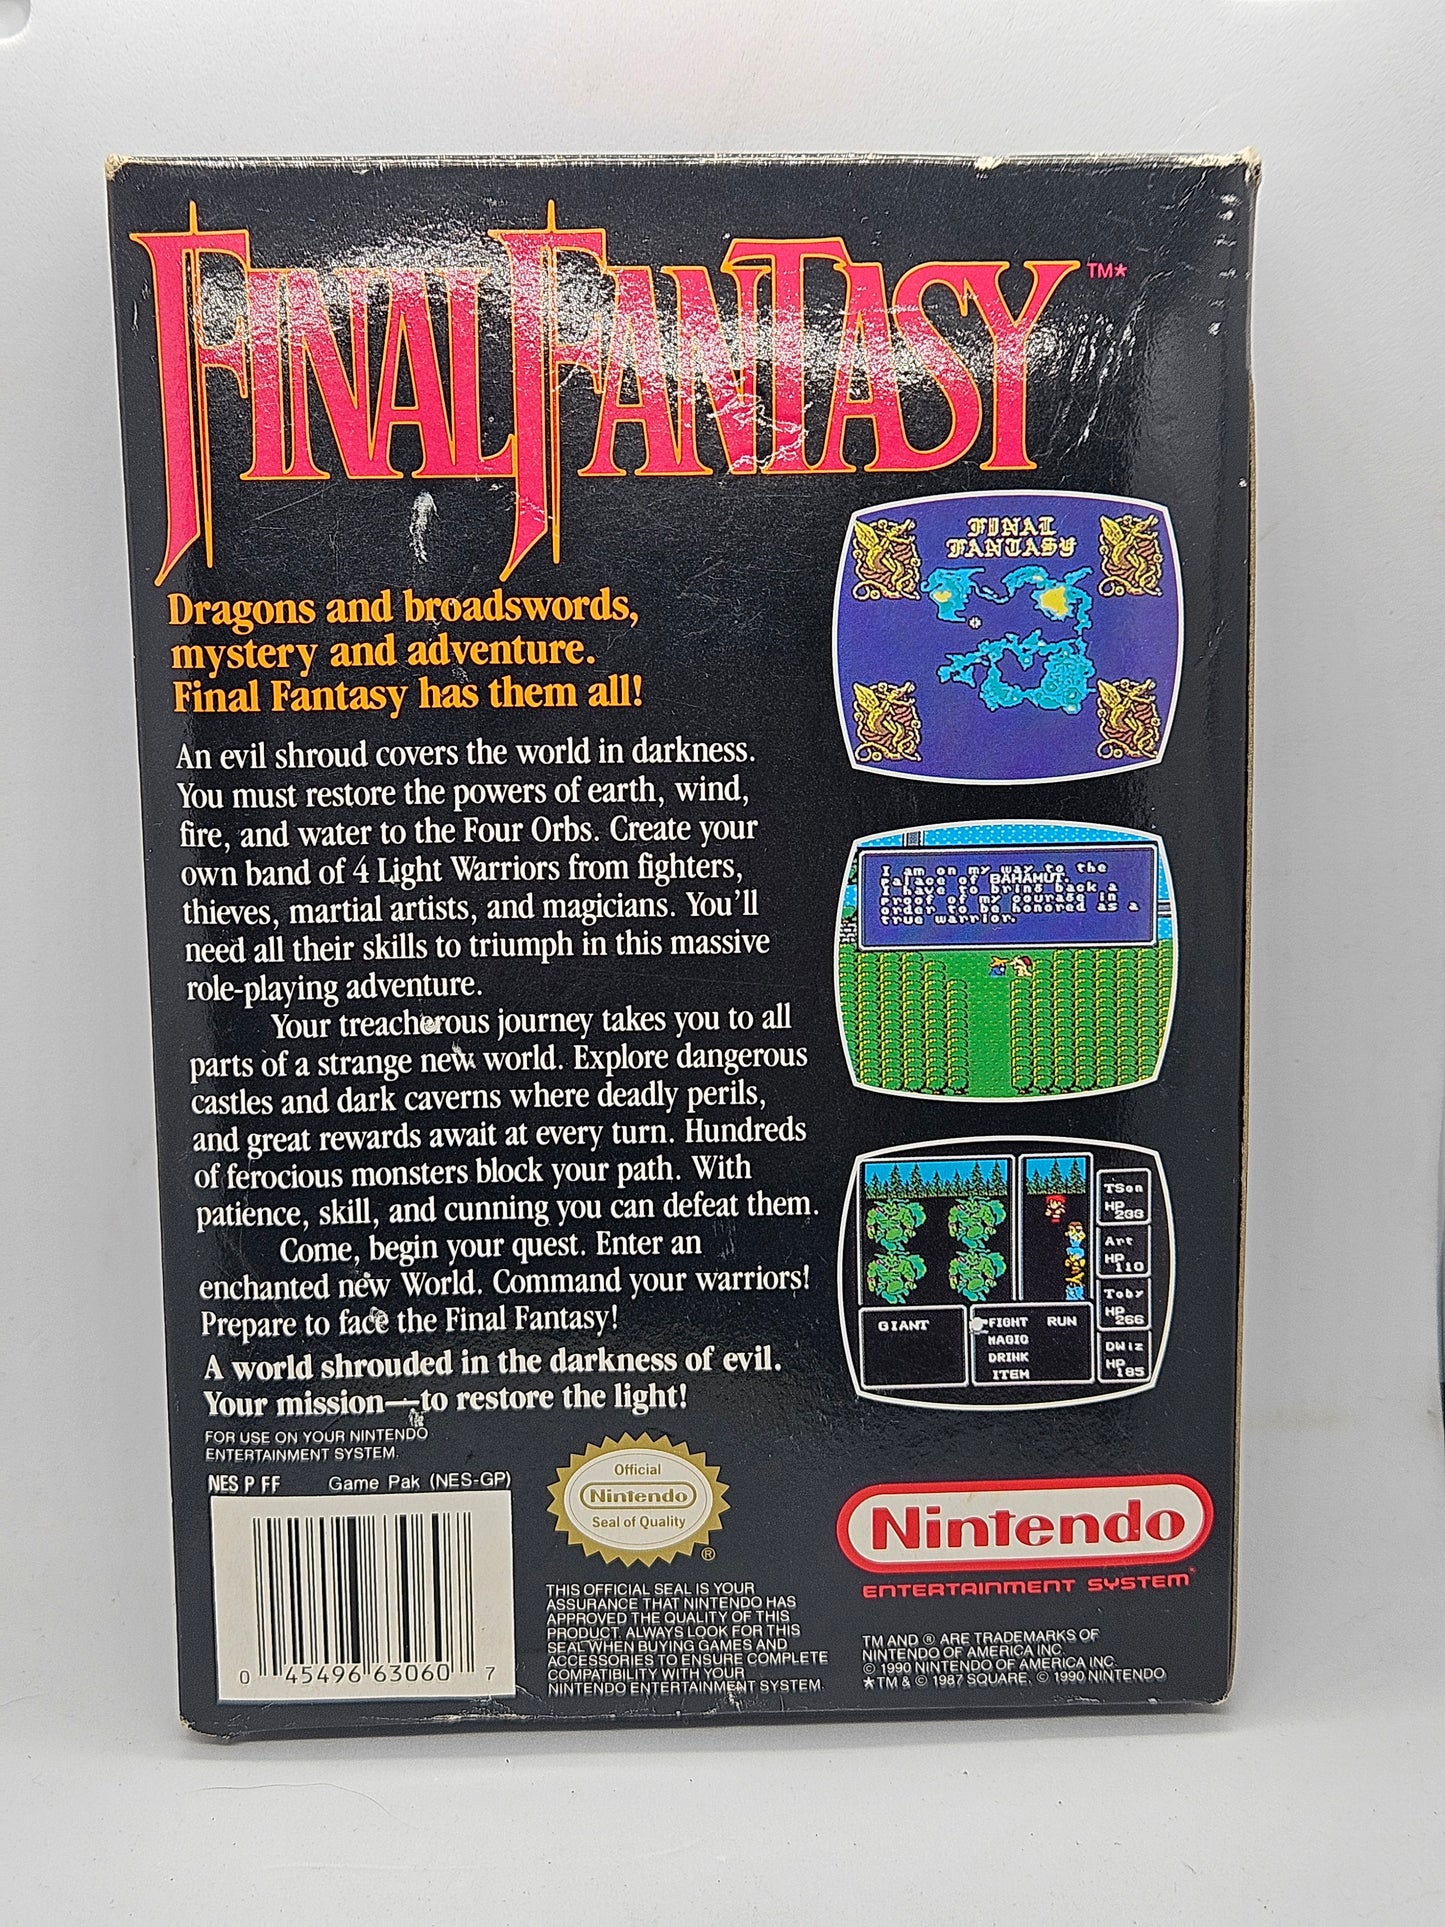 FINAL FANTASY™*
Dragons and broadswords,
mystery and adventure.
Final Fantasy has them all!
An evil shroud covers the world in darkness.
You must restore the powers of earth, wind,
fire, and water to the Four Orbs. Create your
own band of 4 Light Warriors from fighters,
thieves, martial artists, and magicians. You'll
need all their skills to triumph in this massive
role-playing adventure.
Your treacherous journey takes you to all
parts of a strange new world. Explore dangerous
castles and dark caverns where deadly perils,
and great rewards await at every turn. Hundreds
of ferocious monsters block your path. With
patience, skill, and cunning you can defeat them.
Come, begin your quest. Enter an
enchanted new World. Command your warriors!
Prepare to face the Final Fantasy!
A world shrouded in the darkness of evil.
Your mission—to restore the light!
FINAL
FANTASY
I am on my way to the
palace of BAHAMUT.
I have to bring back a
proof of my courage in
order to be honored as a
true warrior.
TSon
HP
233
Art
HP
110
Toby
HP
266
DWiz
HP
185
GIANT
FIGHT RUN
MAGIC
DRINK
ITEM
FOR USE ON YOUR NINTENDO
ENTERTAINMENT SYSTEM.
NES P FF Game Pak (NES-GP)
0 45496 63060 7
Official
Nintendo
Seal of Quality
®
THIS OFFICIAL SEAL IS YOUR
ASSURANCE THAT NINTENDO HAS
APPROVED THE QUALITY OF THIS
PRODUCT. ALWAYS LOOK FOR THIS
SEAL WHEN BUYING GAMES AND
ACCESSORIES TO ENSURE COMPLETE
COMPATIBILITY WITH YOUR
NINTENDO ENTERTAINMENT SYSTEM.
Nintendo
ENTERTAINMENT SYSTEM®
TM AND ® ARE TRADEMARKS OF
NINTENDO OF AMERICA INC.
© 1990 NINTENDO OF AMERICA INC.
★TM & © 1987 SQUARE. © 1990 NINTENDO